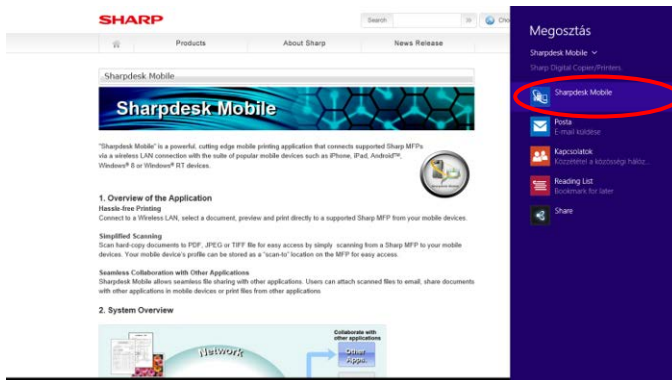 SHARP
Search
Products
About Sharp
News Release
Sharpdesk Mobile
Sharpdesk Mobile
"Sharpdesk Mobile" is a powerful, cutting edge mobile printing application that connects supported Sharp MFPs
via a wireless LAN connection with the suite of popular mobile devices such as iPhone, iPad, Android™,
Windows® 8 or Windows® RT devices.
1. Overview of the Application
Hassle-free Printing
Connect to a Wireless LAN, select a document, preview and print directly to a supported Sharp MFP from your mobile devices.
Simplified Scanning
Scan hard-copy documents to PDF, JPEG or TIFF file for easy access by simply scanning from a Sharp MFP to your mobile
devices. Your mobile device's profile can be stored as a "scan-to" location on the MFP for easy access.
Seamless Collaboration with Other Applications
Sharpdesk Mobile allows seamless file sharing with other applications. Users can attach scanned files to email, share documents
with other applications in mobile devices or print files from other applications
2. System Overview
Network
Collaborate with
other applications
Other
Apps.
Megosztás
Sharpdesk Mobile
Sharp Digital Copier/Printers.
Sharpdesk Mobile
Posta
E-mail küldése
Kapcsolatok
Közzététel a közösségi hálóz...
Reading List
Bookmark for later
Share